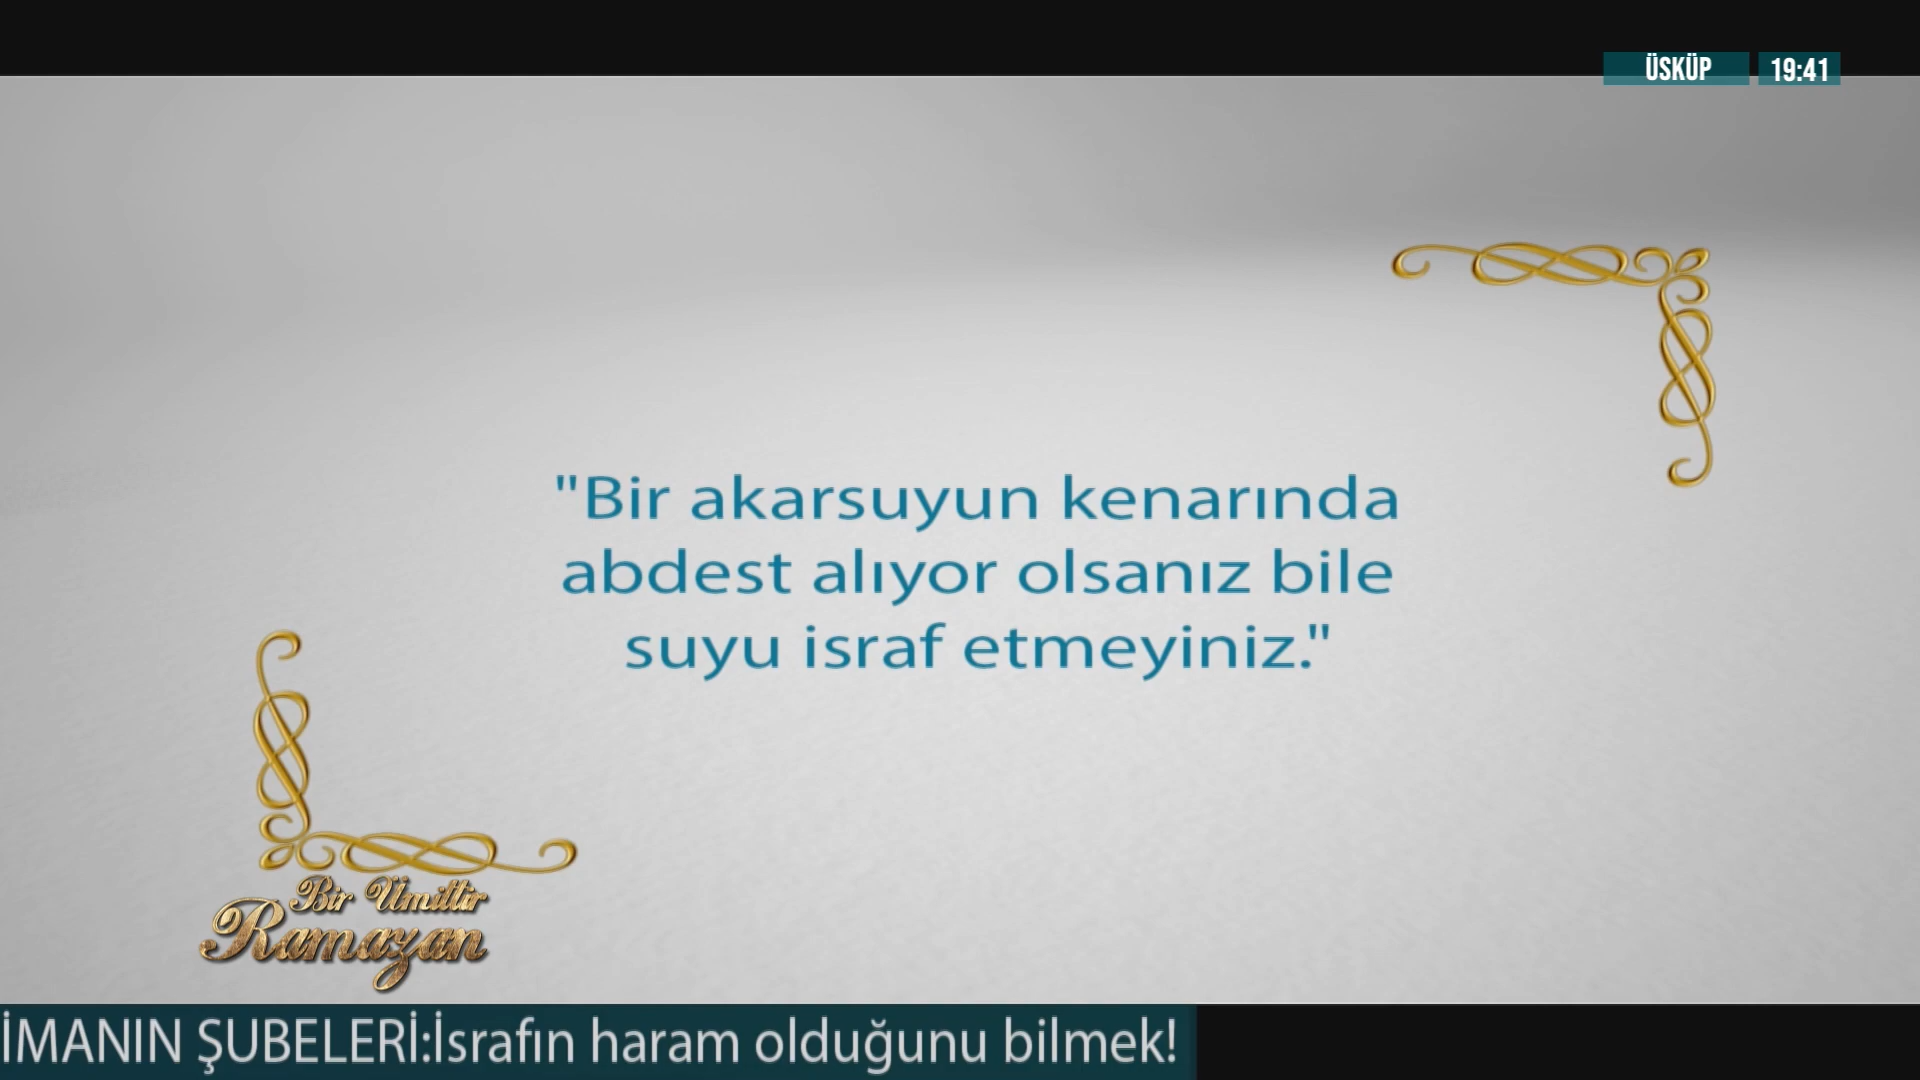 ÜSKÜP 19:41
"Bir akarsuyun kenarında
abdest alıyor olsanız bile
suyu israf etmeyiniz."
Bir Ümittir
Ramazan
İMANIN ŞUBELERİ:İsrafın haram olduğunu bilmek!